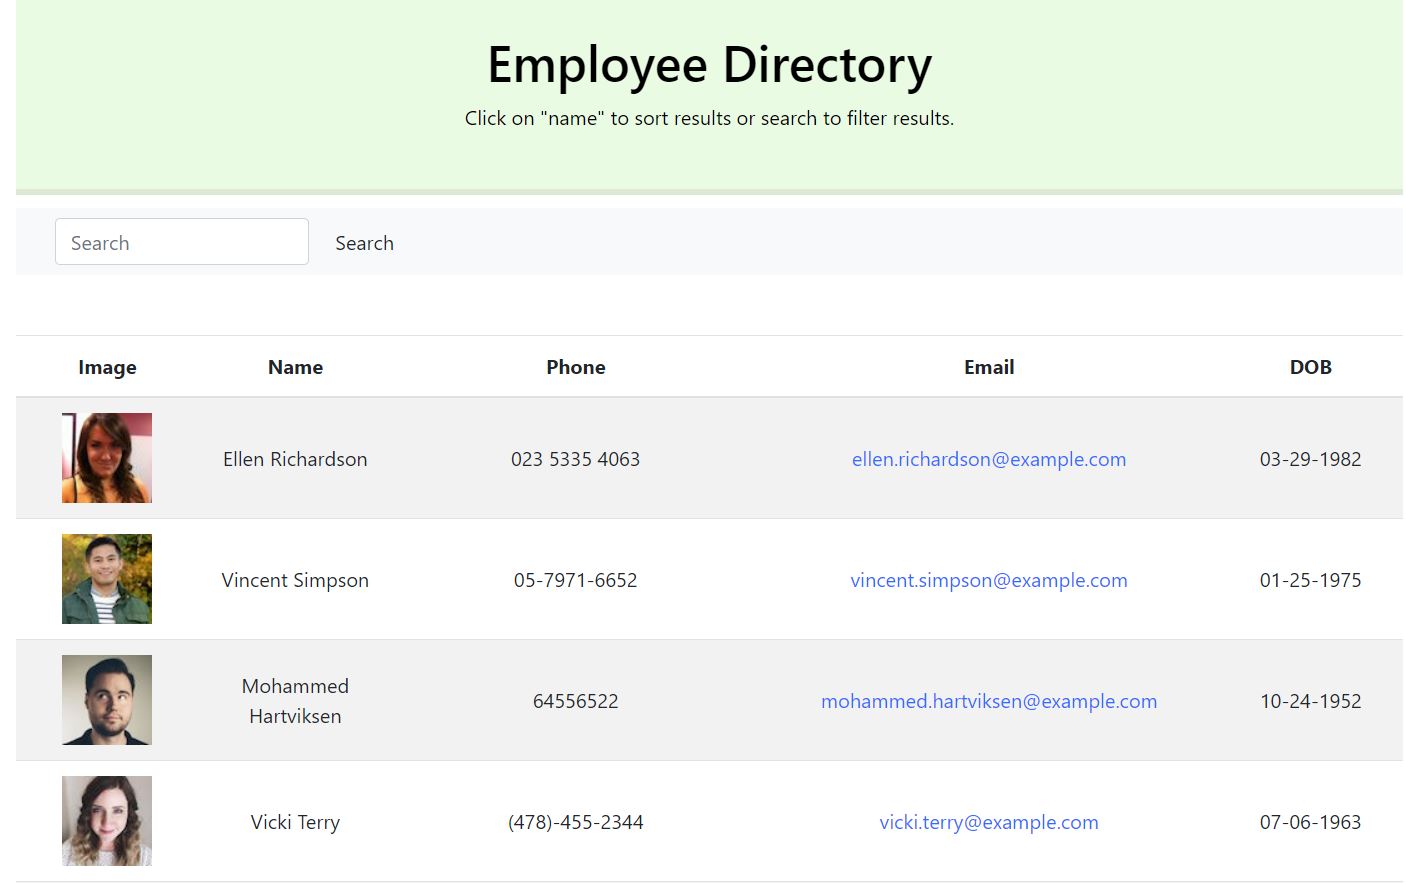 Employee Directory
Click on "name" to sort results or search to filter results.
Search Search
Image Name Phone Email DOB
Ellen Richardson 023 5335 4063 ellen.richardson@example.com 03-29-1982
Vincent Simpson 05-7971-6652 vincent.simpson@example.com 01-25-1975
Mohammed
Hartviksen 64556522 mohammed.hartviksen@example.com 10-24-1952
Vicki Terry (478)-455-2344 vicki.terry@example.com 07-06-1963